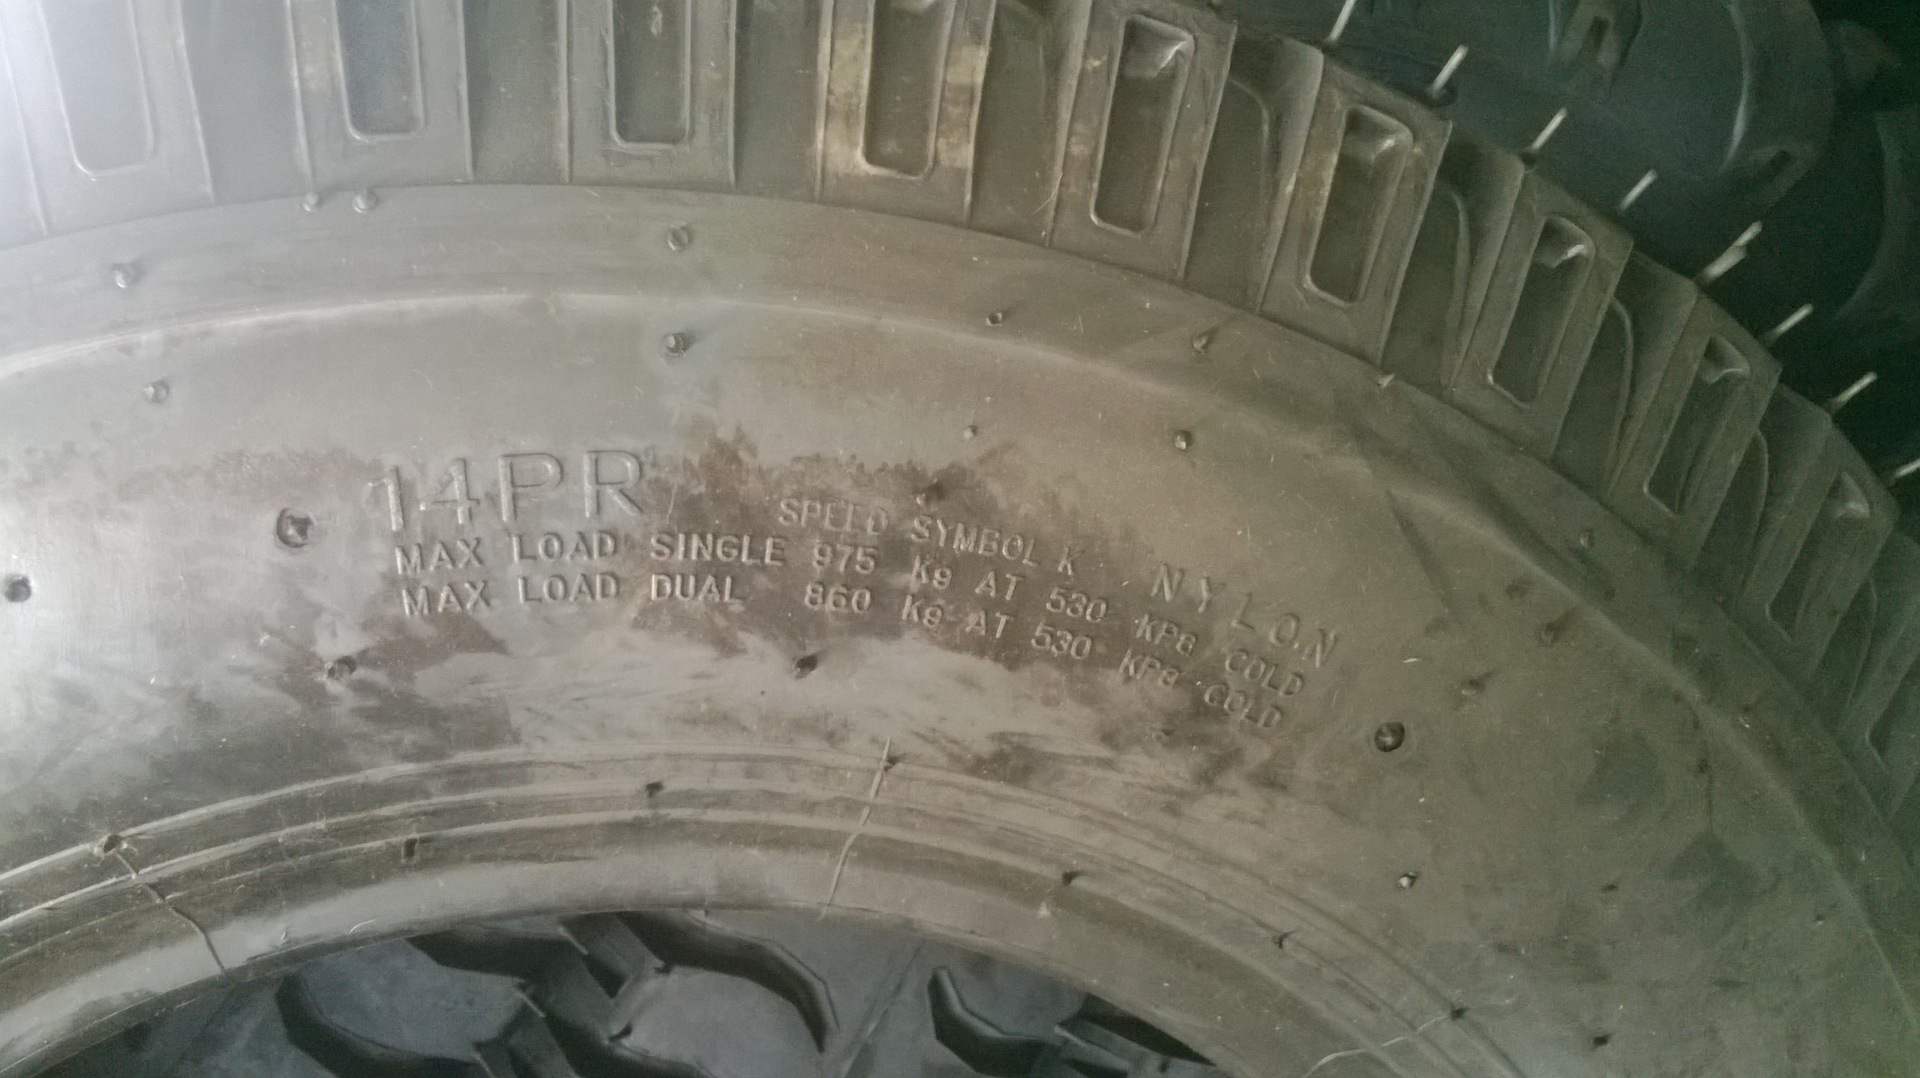 14PR
SPEED SYMBOL K NYLON
MAX LOAD SINGLE 975 Kg AT 530 KPa COLD
MAX LOAD DUAL 860 Kg AT 530 KPa COLD